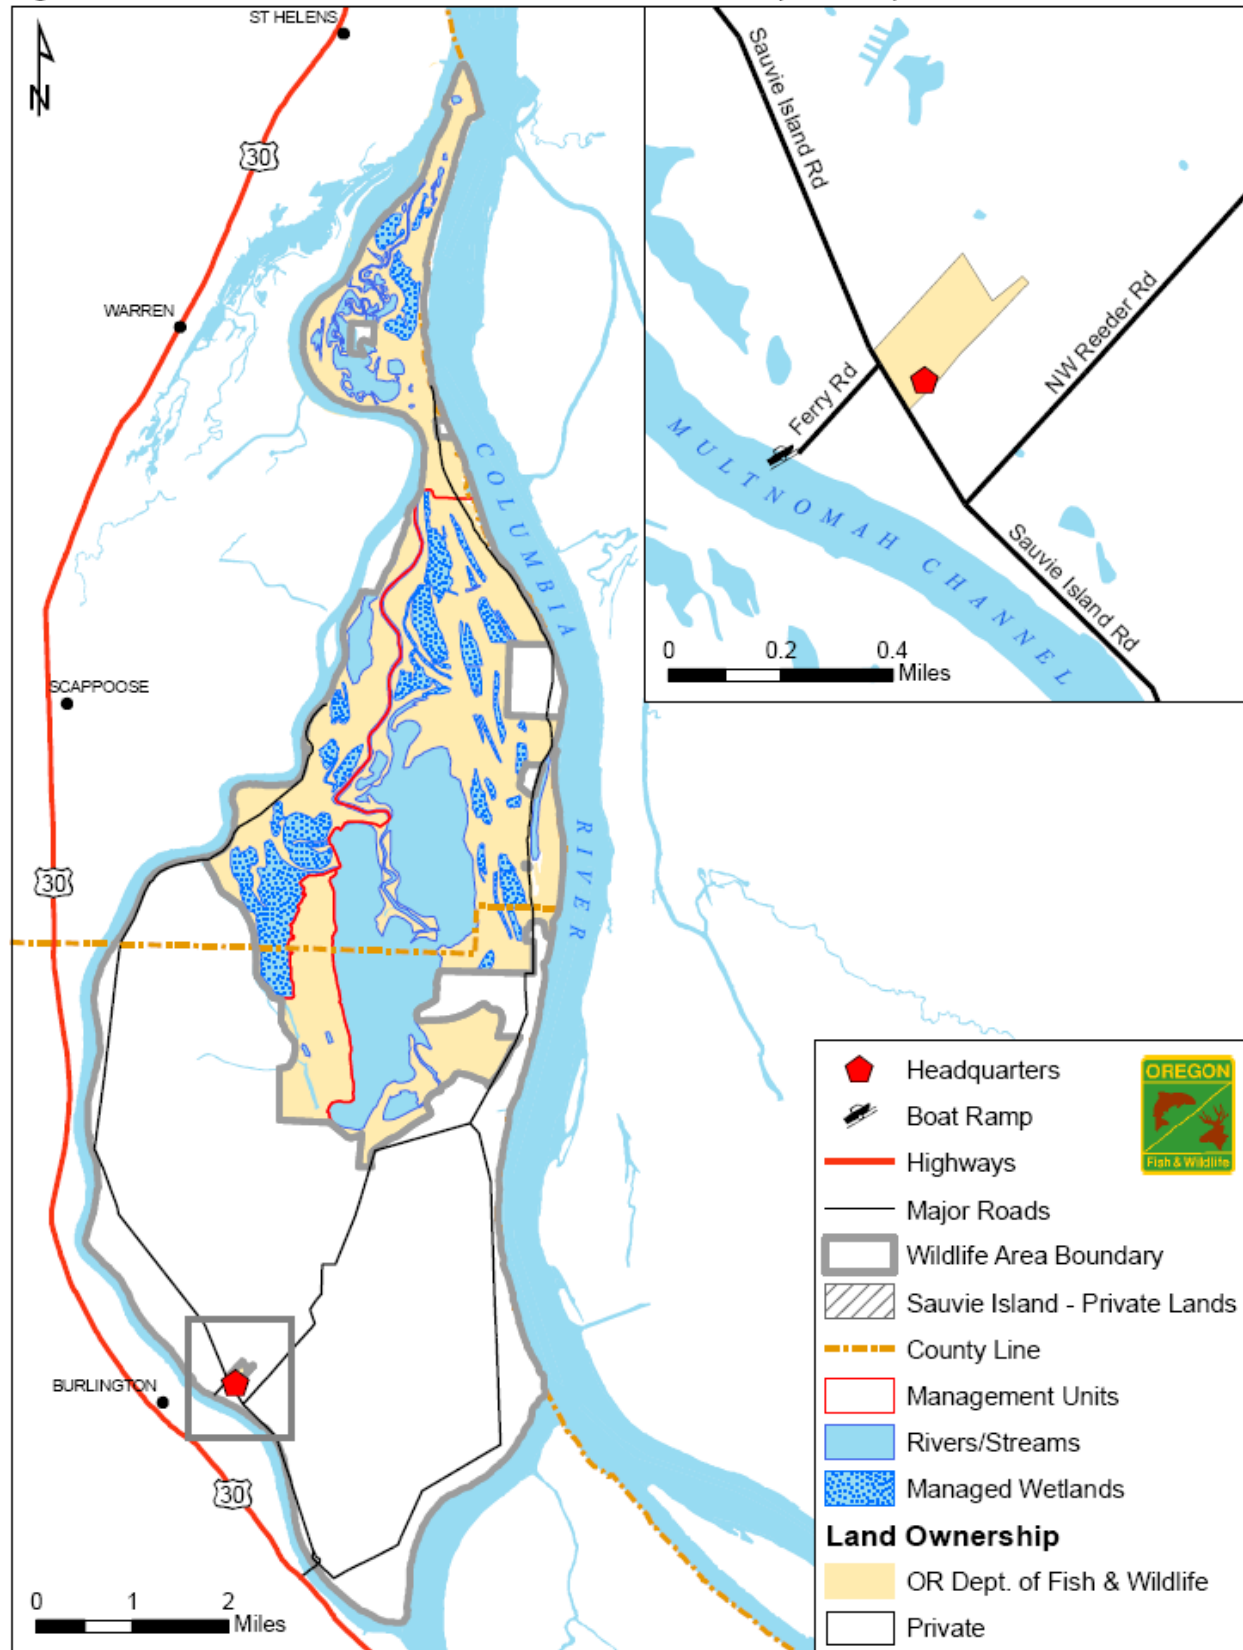 ST HELENS
N
30
WARREN
SCAPPOOSE
30
BURLINGTON
30
COLUMBIA
RIVER
0 1 2
Miles
Sauvie Island Rd
NW Reeder Rd
Ferry Rd
MULTNOMAH CHANNEL
Sauvie Island Rd
0 0.2 0.4
Miles
Headquarters
Boat Ramp
Highways
Major Roads
Wildlife Area Boundary
Sauvie Island - Private Lands
County Line
Management Units
Rivers/Streams
Managed Wetlands
Land Ownership
OR Dept. of Fish & Wildlife
Private
OREGON
Fish & Wildlife